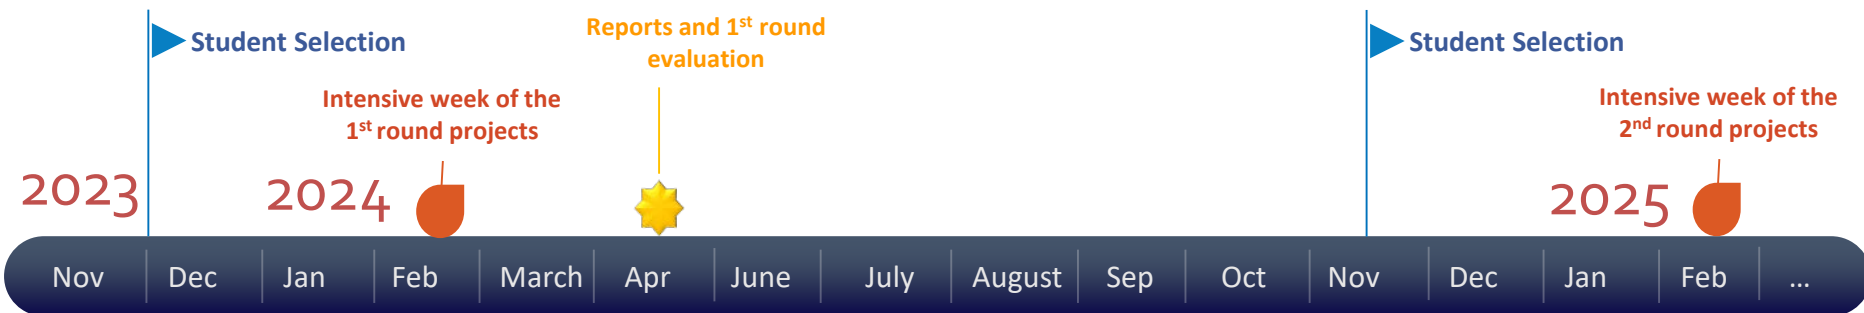 Student Selection
Reports and 1st round
evaluation
Student Selection
Intensive week of the
1st round projects
Intensive week of the
2nd round projects
2023
2024
2025
Nov Dec Jan Feb March Apr June July August Sep Oct Nov Dec Jan Feb ...